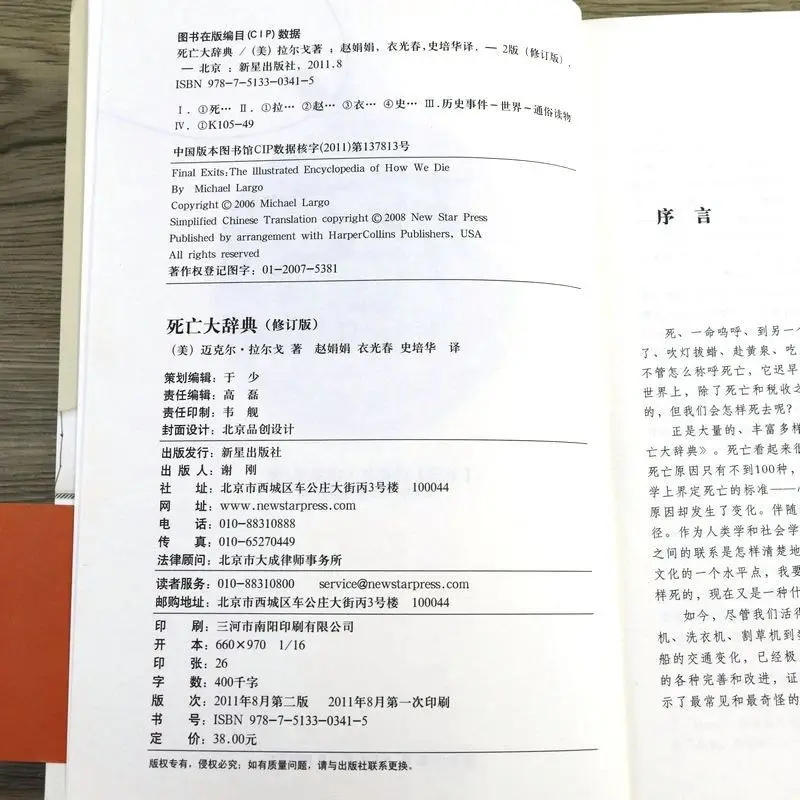 图书在版编目(CIP)数据
死亡大辞典/(美)拉尔戈著;赵娟娟,衣光春,史培华译.—2版(修订版).
—北京:新星出版社,2011.8
ISBN 978-7-5133-0341-5
Ⅰ.①死… Ⅱ.①拉… ②赵… ③衣… ④史… Ⅲ.历史事件-世界-通俗读物
Ⅳ.①K105-49
中国版本图书馆CIP数据核字(2011)第137813号
Final Exits:The Illustrated Encyclopedia of How We Die
By Michael Largo
Copyright © 2006 Michael Largo
Simplified Chinese Translation copyright © 2008 New Star Press
Published by arrangement with HarperCollins Publishers, USA
All rights reserved
著作权登记图字:01-2007-5381
死亡大辞典(修订版)
(美)迈克尔·拉尔戈 著 赵娟娟 衣光春 史培华 译
策划编辑:于 少
责任编辑:高 磊
责任印制:韦 舰
封面设计:北京品创设计
出版发行:新星出版社
出 版 人:谢 刚
社 址:北京市西城区车公庄大街丙3号楼 100044
网 址:www.newstarpress.com
电 话:010-88310888
传 真:010-65270449
法律顾问:北京市大成律师事务所
读者服务:010-88310800 service@newstarpress.com
邮购地址:北京市西城区车公庄大街丙3号楼 100044
印 刷:三河市南阳印刷有限公司
开 本:660×970 1/16
印 张:26
字 数:400千字
版 次:2011年8月第二版 2011年8月第一次印刷
书 号:ISBN 978-7-5133-0341-5
定 价:38.00元
版权专有,侵权必究;如有质量问题,请与出版社联系更换。
序 言
死、一命呜呼、到另一个
了、吹灯拔蜡、赴黄泉、吃
不管怎么称呼死亡,它迟早
世界上,除了死亡和税收之
的,但我们会怎样死去呢?
正是大量的、丰富多样
亡大辞典》。死亡看起来很
死亡原因只有不到100种,
学上界定死亡的标准——
原因却发生了变化。伴随
径。作为人类学和社会学
之间的联系是怎样清楚地
文化的一个水平点,我要
样死的,现在又是一种什
如今,尽管我们活得
机、洗衣机、割草机到
船的交通变化,已经极
的各种完善和改进,证
示了最常见和最奇怪的